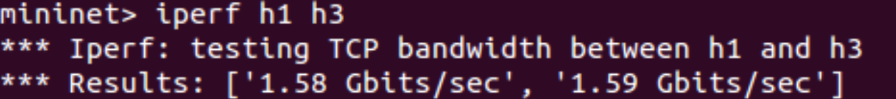 mininet> iperf h1 h3
*** Iperf: testing TCP bandwidth between h1 and h3
*** Results: ['1.58 Gbits/sec', '1.59 Gbits/sec']